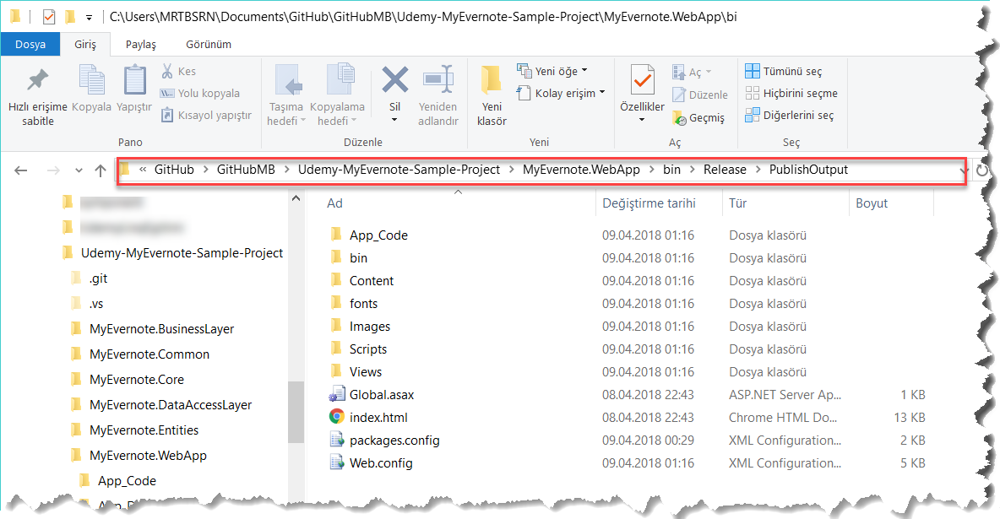 C:\Users\MRTBSRN\Documents\GitHub\GitHubMB\Udemy-MyEvernote-Sample-Project\MyEvernote.WebApp\bi
Dosya Giriş Paylaş Görünüm
Hızlı erişime sabitle
Kopyala
Yapıştır
Kes
Yolu kopyala
Kısayol yapıştır
Pano
Taşıma hedefi
Kopyalama hedefi
Sil
Yeniden adlandır
Düzenle
Yeni klasör
Yeni öğe
Kolay erişim
Yeni
Özellikler
Aç
Düzenle
Geçmiş
Aç
Tümünü seç
Hiçbirini seçme
Diğerlerini seç
Seç
« GitHub > GitHubMB > Udemy-MyEvernote-Sample-Project > MyEvernote.WebApp > bin > Release > PublishOutput
Udemy-MyEvernote-Sample-Project
.git
.vs
MyEvernote.BusinessLayer
MyEvernote.Common
MyEvernote.Core
MyEvernote.DataAccessLayer
MyEvernote.Entities
MyEvernote.WebApp
App_Code
Ad Değiştirme tarihi Tür Boyut
App_Code 09.04.2018 01:16 Dosya klasörü
bin 09.04.2018 01:16 Dosya klasörü
Content 09.04.2018 01:16 Dosya klasörü
fonts 09.04.2018 01:16 Dosya klasörü
Images 09.04.2018 01:16 Dosya klasörü
Scripts 09.04.2018 01:16 Dosya klasörü
Views 09.04.2018 01:16 Dosya klasörü
Global.asax 08.04.2018 22:43 ASP.NET Server Ap... 1 KB
index.html 08.04.2018 22:43 Chrome HTML Do... 13 KB
packages.config 09.04.2018 00:29 XML Configuration... 2 KB
Web.config 09.04.2018 01:16 XML Configuration... 5 KB